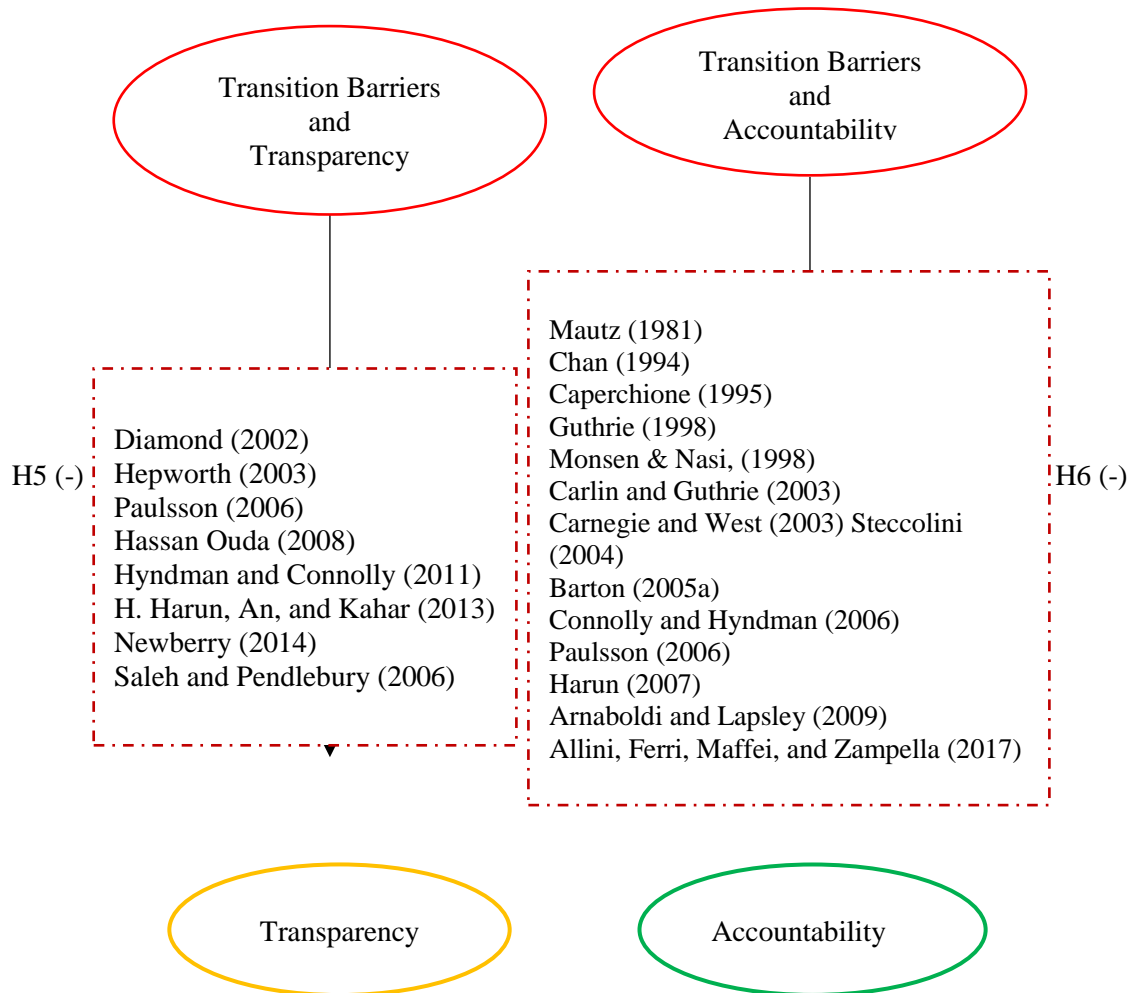 Transition Barriers
and
Transparency
Transition Barriers
and
Accountability
H5 (-)
Diamond (2002)
Hepworth (2003)
Paulsson (2006)
Hassan Ouda (2008)
Hyndman and Connolly (2011)
H. Harun, An, and Kahar (2013)
Newberry (2014)
Saleh and Pendlebury (2006)
Mautz (1981)
Chan (1994)
Caperchione (1995)
Guthrie (1998)
Monsen & Nasi, (1998)
Carlin and Guthrie (2003)
Carnegie and West (2003) Steccolini
(2004)
Barton (2005a)
Connolly and Hyndman (2006)
Paulsson (2006)
Harun (2007)
Arnaboldi and Lapsley (2009)
Allini, Ferri, Maffei, and Zampella (2017)
H6 (-)
Transparency
Accountability